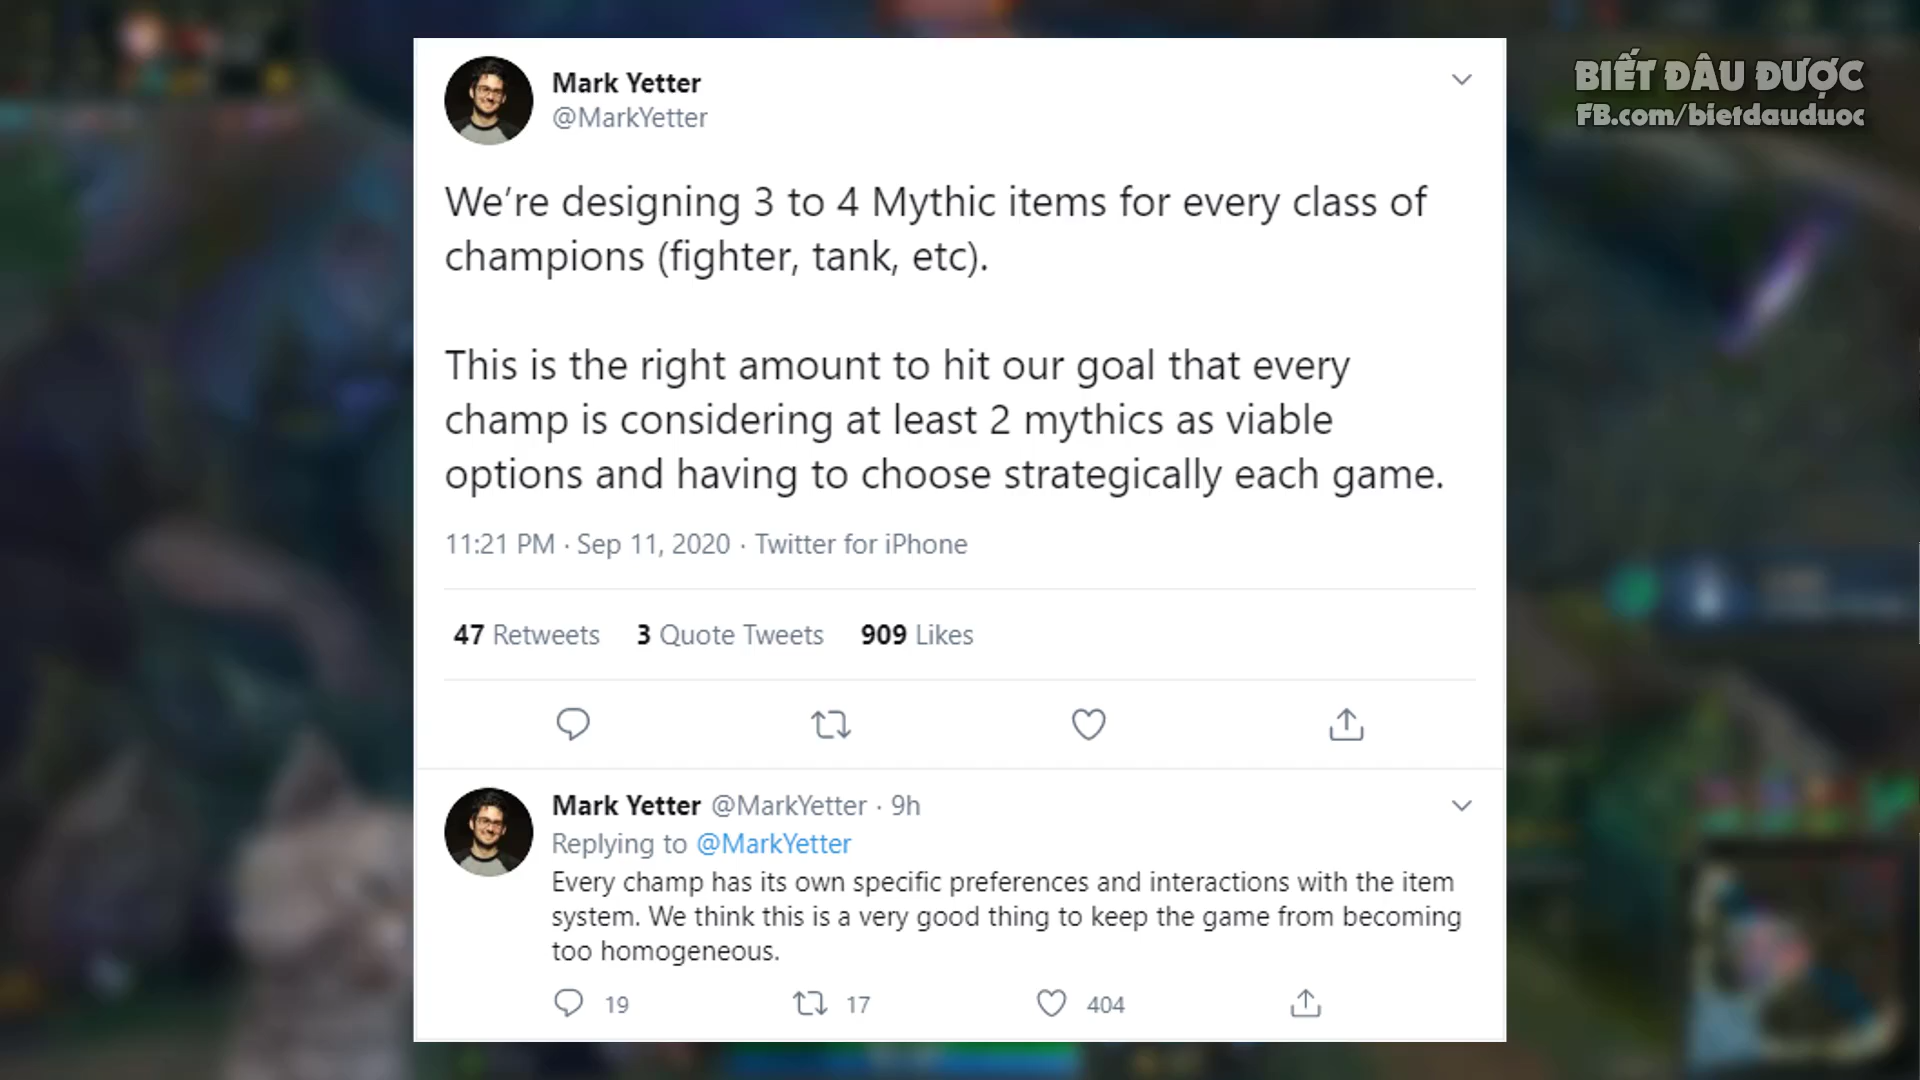 BIẾT ĐÂU ĐƯỢC
FB.com/bietdauduoc
Mark Yetter
@MarkYetter
We’re designing 3 to 4 Mythic items for every class of
champions (fighter, tank, etc).
This is the right amount to hit our goal that every
champ is considering at least 2 mythics as viable
options and having to choose strategically each game.
11:21 PM · Sep 11, 2020 · Twitter for iPhone
47 Retweets 3 Quote Tweets 909 Likes
Mark Yetter @MarkYetter · 9h
Replying to @MarkYetter
Every champ has its own specific preferences and interactions with the item
system. We think this is a very good thing to keep the game from becoming
too homogeneous.
19 17 404